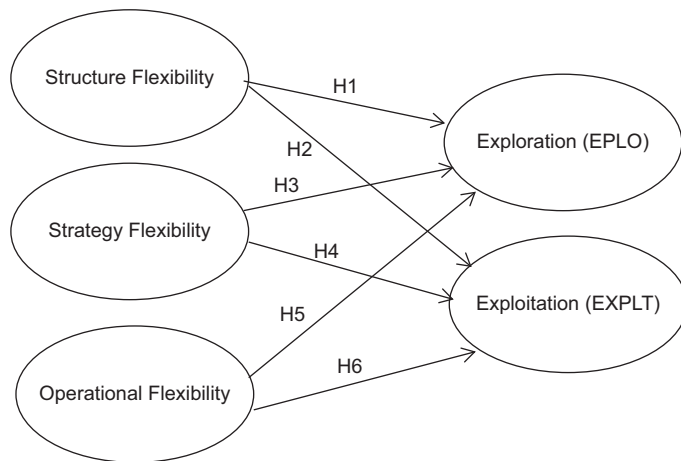 Structure Flexibility
H1
Exploration (EPLO)
H2
H3
Strategy Flexibility
H4
Exploitation (EXPLT)
H5
H6
Operational Flexibility